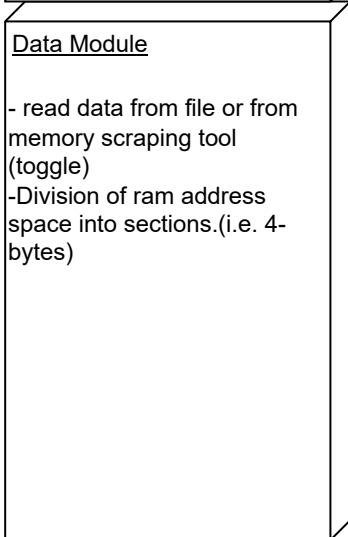 Data Module
- read data from file or from
memory scraping tool
(toggle)
-Division of ram address
space into sections.(i.e. 4-
bytes)